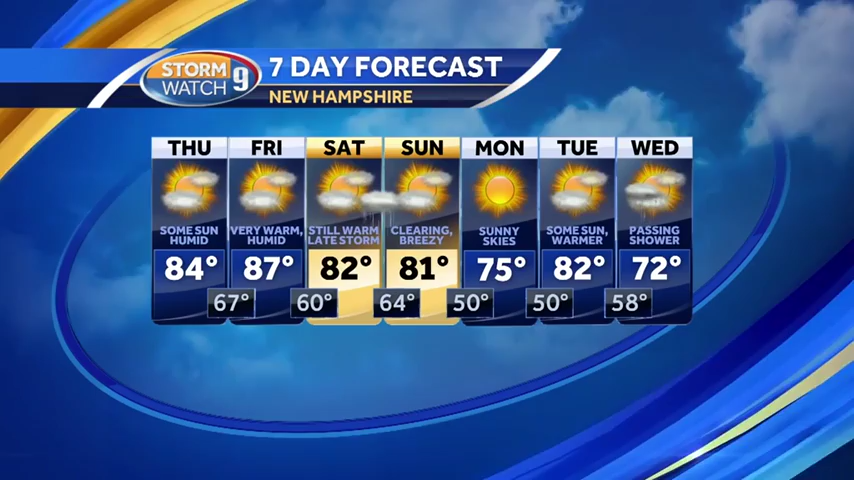 STORM
WATCH 9
7 DAY FORECAST
NEW HAMPSHIRE
THU FRI SAT SUN MON TUE WED
SOME SUN HUMID
VERY WARM, HUMID
STILL WARM LATE STORM
CLEARING, BREEZY
SUNNY SKIES
SOME SUN, WARMER
PASSING SHOWER
84° 87° 82° 81° 75° 82° 72°
67° 60° 64° 50° 50° 58°